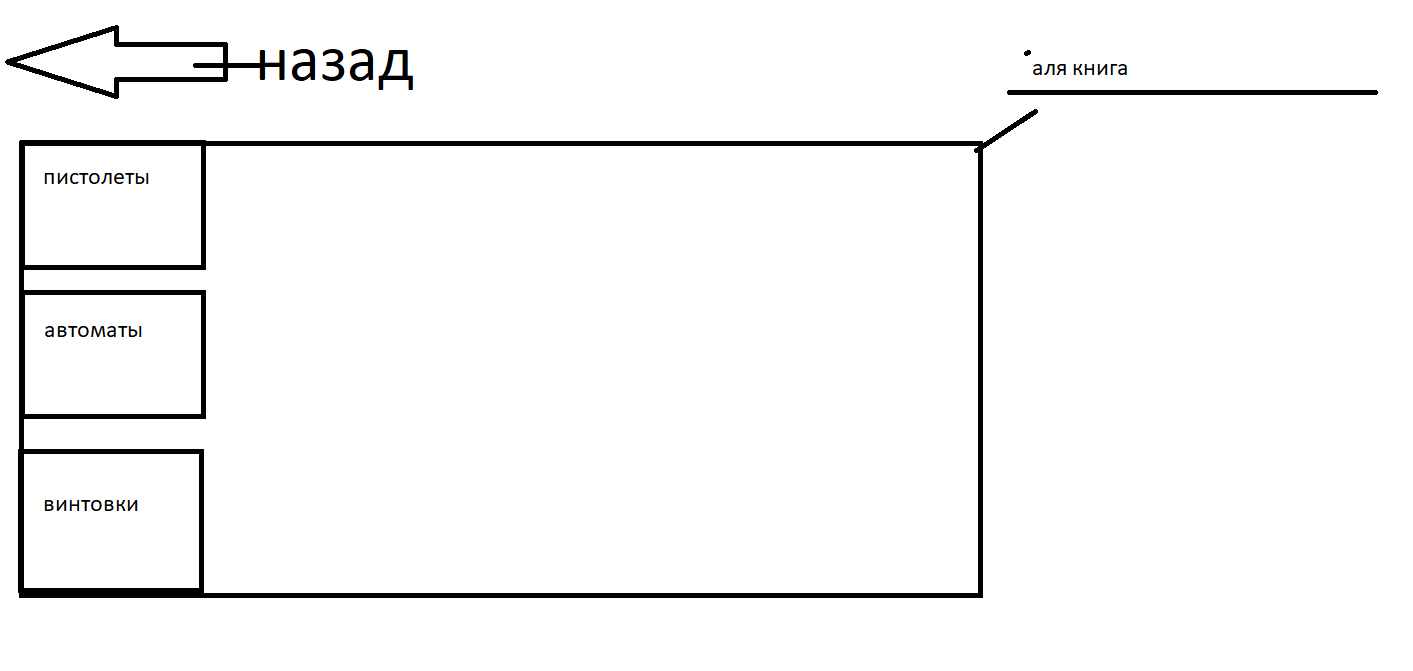 назад
аля книга
пистолеты
автоматы
винтовки